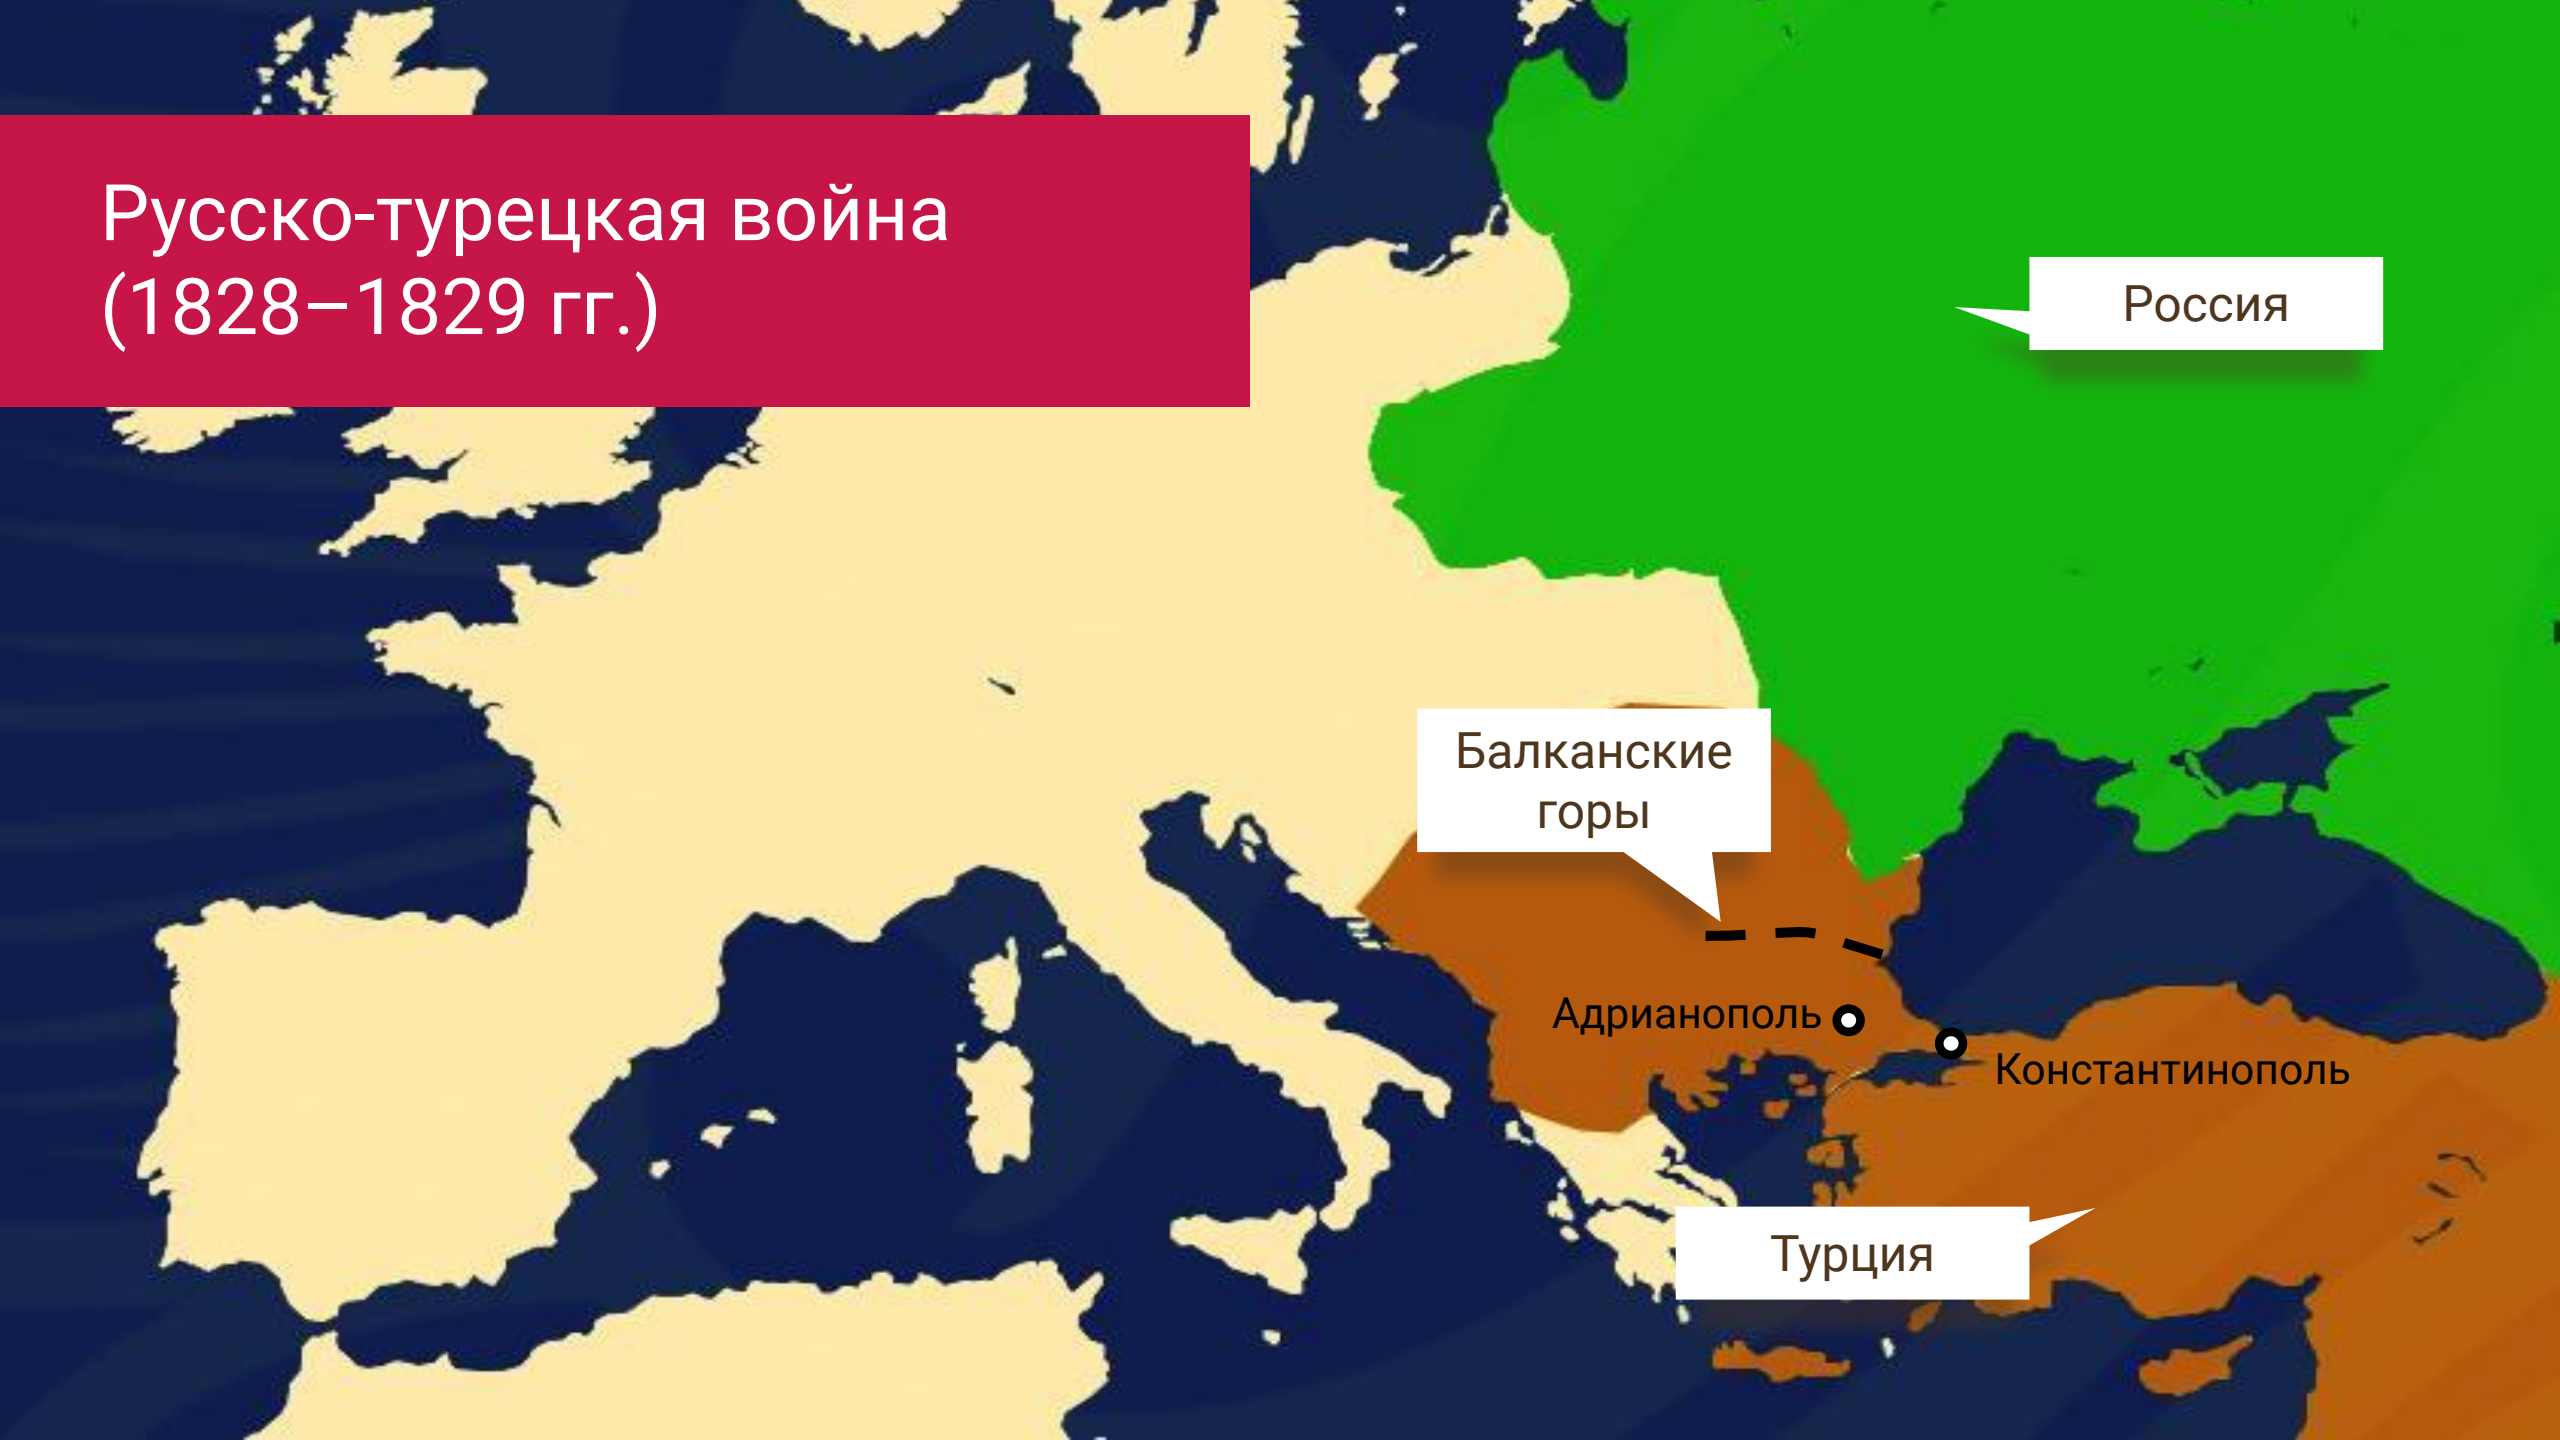 Русско-турецкая война
(1828–1829 гг.)
Россия
Балканские
горы
Адрианополь
Константинополь
Турция